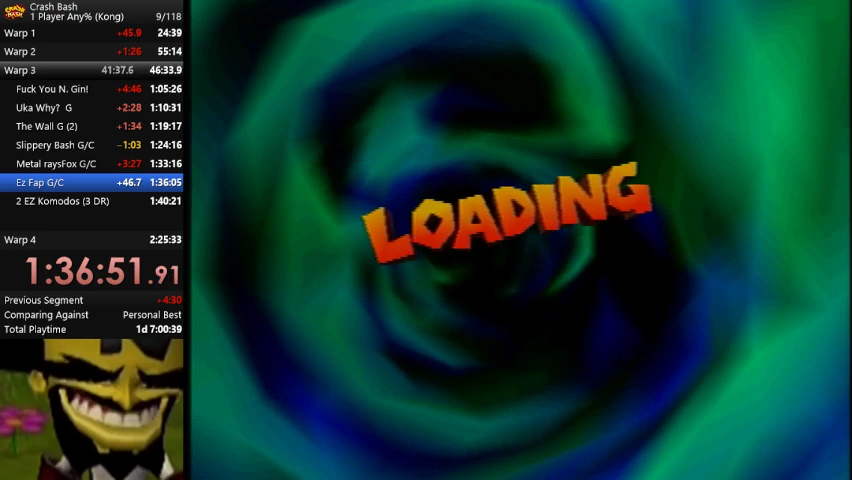 Crash Bash
1 Player Any% (Kong) 9/118
Warp 1 +45.9 24:39
Warp 2 +1:26 55:14
Warp 3 41:37.6 46:33.9
Fuck You N. Gin! +4:46 1:05:26
Uka Why? G +2:28 1:10:31
The Wall G (2) +1:34 1:19:17
Slippery Bash G/C −1:03 1:24:16
Metal raysFox G/C +3:27 1:33:16
Ez Fap G/C +46.7 1:36:05
2 EZ Komodos (3 DR) 1:40:21
Warp 4 2:25:33
1:36:51.91
Previous Segment +4:30
Comparing Against Personal Best
Total Playtime 1d 7:00:39
LOADING